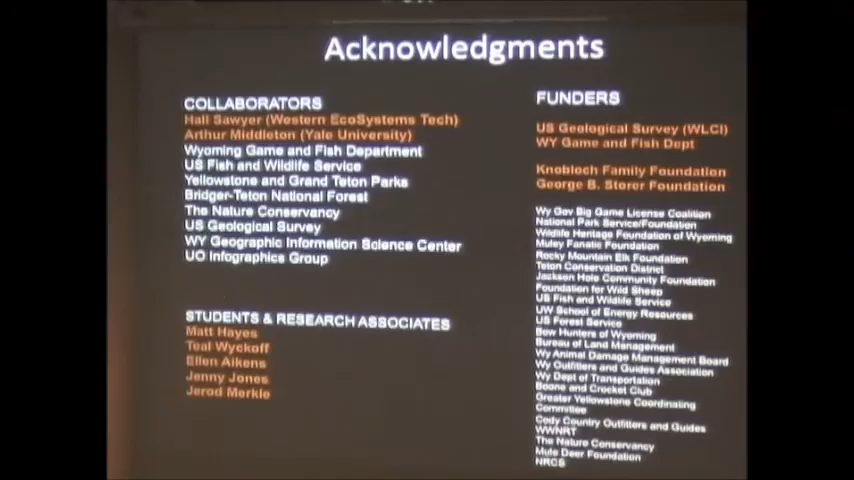 Acknowledgments
COLLABORATORS
Hall Sawyer (Western EcoSystems Tech)
Arthur Middleton (Yale University)
Wyoming Game and Fish Department
US Fish and Wildlife Service
Yellowstone and Grand Teton Parks
Bridger-Teton National Forest
The Nature Conservancy
US Geological Survey
WY Geographic Information Science Center
UO Infographics Group
STUDENTS & RESEARCH ASSOCIATES
Matt Hayes
Teal Wyckoff
Ellen Aikens
Jenny Jones
Jerod Merkle
FUNDERS
US Geological Survey (WLCI)
WY Game and Fish Dept
Knobloch Family Foundation
George B. Storer Foundation
Wy Gov Big Game License Coalition
National Park Service/Foundation
Wildlife Heritage Foundation of Wyoming
Muley Fanatic Foundation
Rocky Mountain Elk Foundation
Teton Conservation District
Jackson Hole Community Foundation
Foundation for Wild Sheep
US Fish and Wildlife Service
UW School of Energy Resources
US Forest Service
Bow Hunters of Wyoming
Bureau of Land Management
Wy Animal Damage Management Board
Wy Outfitters and Guides Association
Wy Dept of Transportation
Boone and Crocket Club
Greater Yellowstone Coordinating
Committee
Cody Country Outfitters and Guides
WWNRT
The Nature Conservancy
Mule Deer Foundation
NRCS